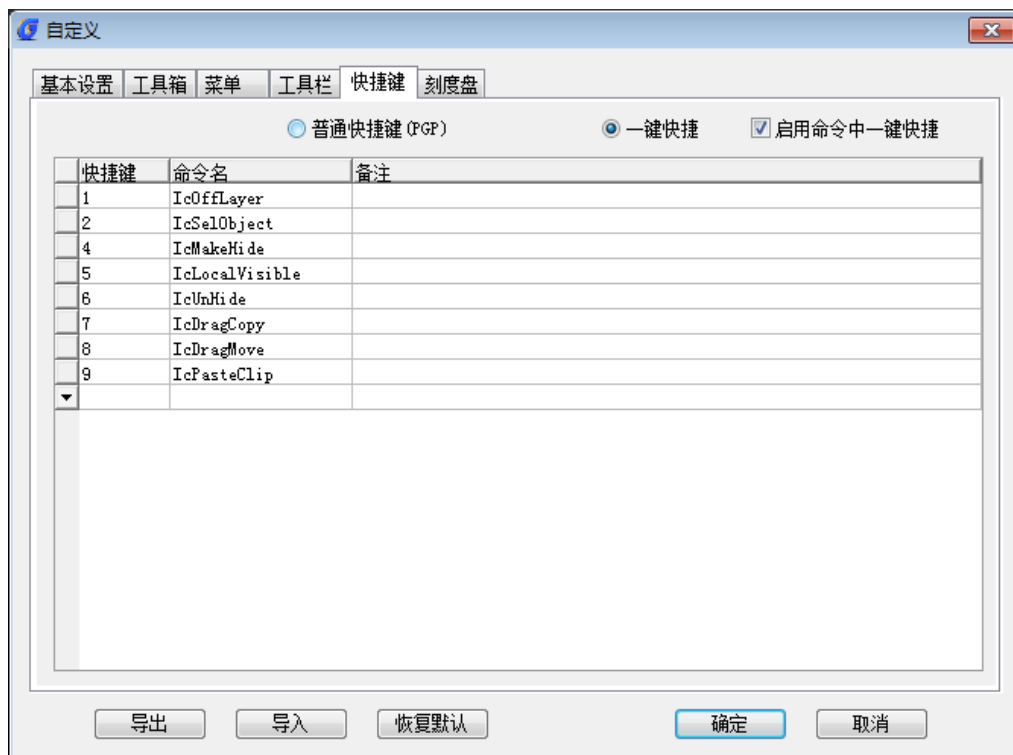 自定义
基本设置 工具箱 菜单 工具栏 快捷键 刻度盘
普通快捷键(PGP) 一键快捷 启用命令中一键快捷
快捷键 命令名 备注
1 IcOffLayer
2 IcSelObject
4 IcMakeHide
5 IcLocalVisible
6 IcUnHide
7 IcDragCopy
8 IcDragMove
9 IcPasteClip
导出 导入 恢复默认 确定 取消